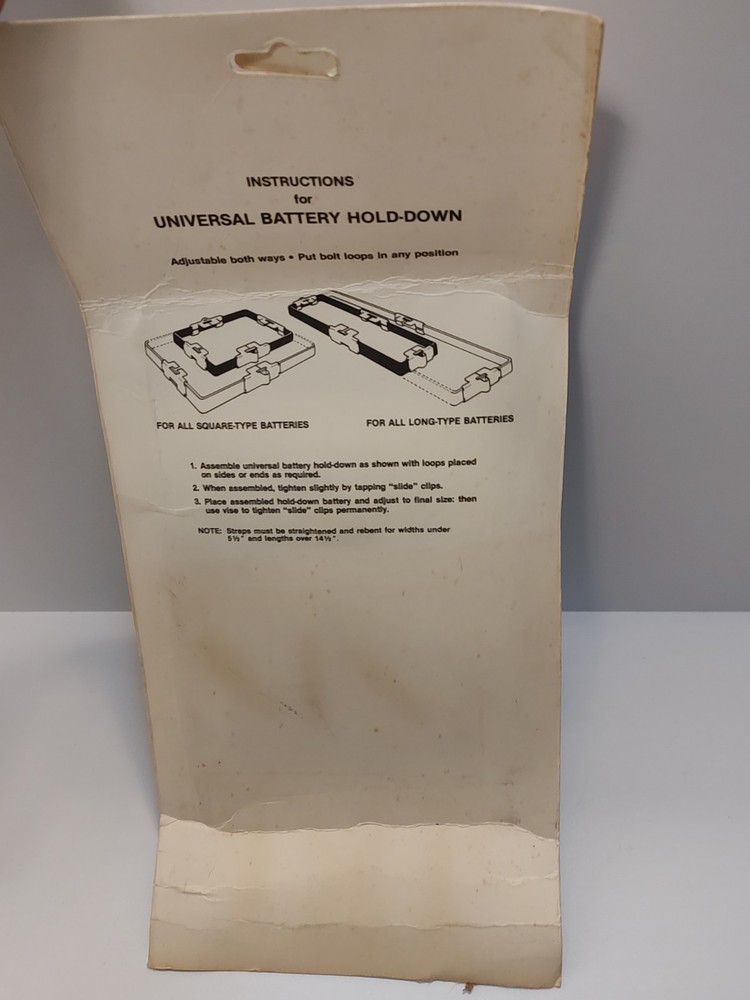 INSTRUCTIONS
for
UNIVERSAL BATTERY HOLD-DOWN
Adjustable both ways • Put bolt loops in any position
FOR ALL SQUARE-TYPE BATTERIES
FOR ALL LONG-TYPE BATTERIES
1. Assemble universal battery hold-down as shown with loops placed
on sides or ends as required.
2. When assembled, tighten slightly by tapping "slide" clips.
3. Place assembled hold-down battery and adjust to final size: then
use vise to tighten "slide" clips permanently.
NOTE: Straps must be straightened and rebent for widths under
5½" and lengths over 14½".